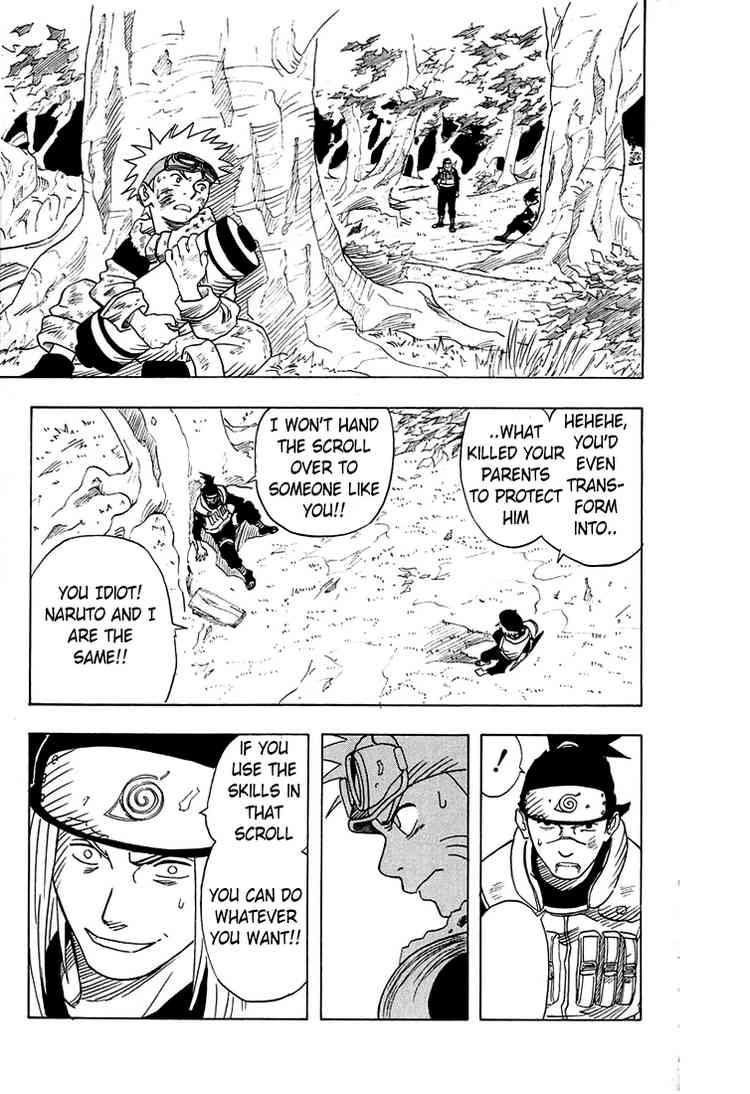 HEHEHE,
YOU'D
EVEN
TRANS-
FORM
INTO..
..WHAT
KILLED YOUR
PARENTS
TO PROTECT
HIM
I WON'T HAND
THE SCROLL
OVER TO
SOMEONE LIKE
YOU!!
YOU IDIOT!
NARUTO AND I
ARE THE
SAME!!
!
IF YOU
USE THE
SKILLS IN
THAT
SCROLL
YOU CAN DO
WHATEVER
YOU WANT!!